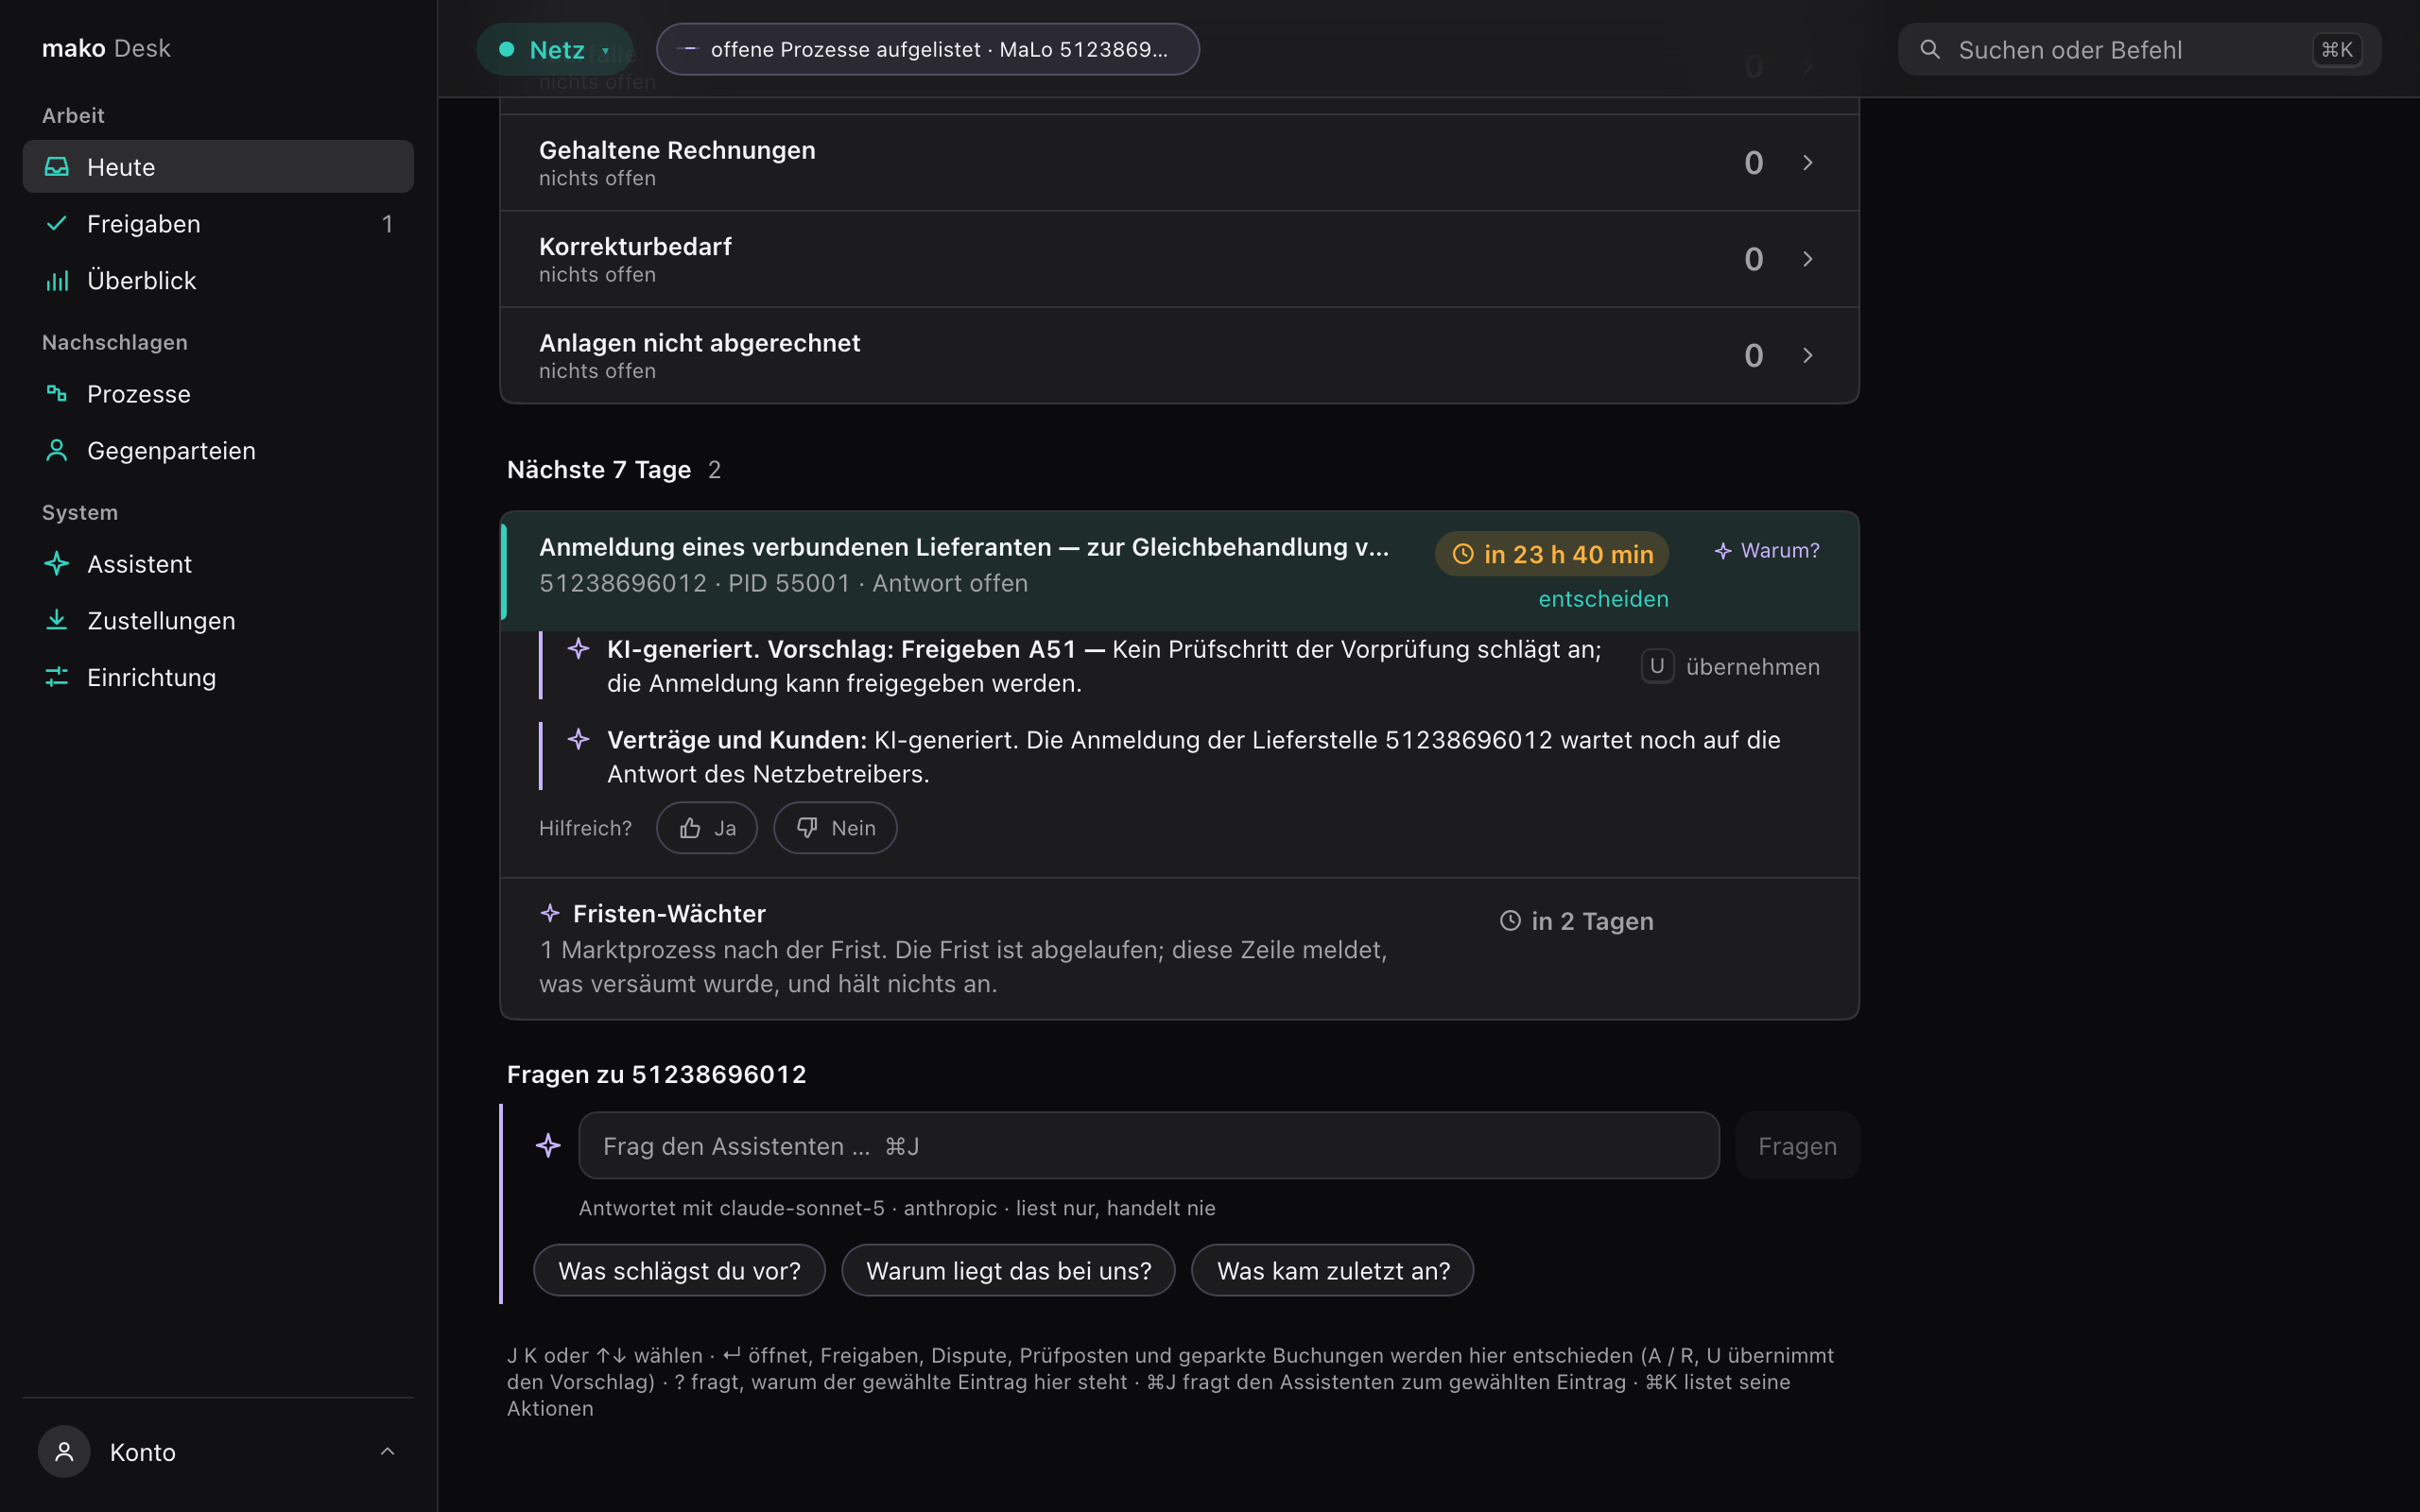 mako Desk
Arbeit
Heute
Freigaben 1
Überblick
Nachschlagen
Prozesse
Gegenparteien
System
Assistent
Zustellungen
Einrichtung
Konto
Netz ▾
offene Prozesse aufgelistet · MaLo 5123869...
Suchen oder Befehl ⌘K
nichts offen
0
Gehaltene Rechnungen
nichts offen
0
Korrekturbedarf
nichts offen
0
Anlagen nicht abgerechnet
nichts offen
0
Nächste 7 Tage 2
Anmeldung eines verbundenen Lieferanten — zur Gleichbehandlung v...
51238696012 · PID 55001 · Antwort offen
in 23 h 40 min
entscheiden
Warum?
KI-generiert. Vorschlag: Freigeben A51 — Kein Prüfschritt der Vorprüfung schlägt an;
die Anmeldung kann freigegeben werden.
U übernehmen
Verträge und Kunden: KI-generiert. Die Anmeldung der Lieferstelle 51238696012 wartet noch auf die
Antwort des Netzbetreibers.
Hilfreich? Ja Nein
Fristen-Wächter
in 2 Tagen
1 Marktprozess nach der Frist. Die Frist ist abgelaufen; diese Zeile meldet,
was versäumt wurde, und hält nichts an.
Fragen zu 51238696012
Frag den Assistenten ... ⌘J
Fragen
Antwortet mit claude-sonnet-5 · anthropic · liest nur, handelt nie
Was schlägst du vor?
Warum liegt das bei uns?
Was kam zuletzt an?
J K oder ↑↓ wählen · ↵ öffnet, Freigaben, Dispute, Prüfposten und geparkte Buchungen werden hier entschieden (A / R, U übernimmt
den Vorschlag) · ? fragt, warum der gewählte Eintrag hier steht · ⌘J fragt den Assistenten zum gewählten Eintrag · ⌘K listet seine
Aktionen